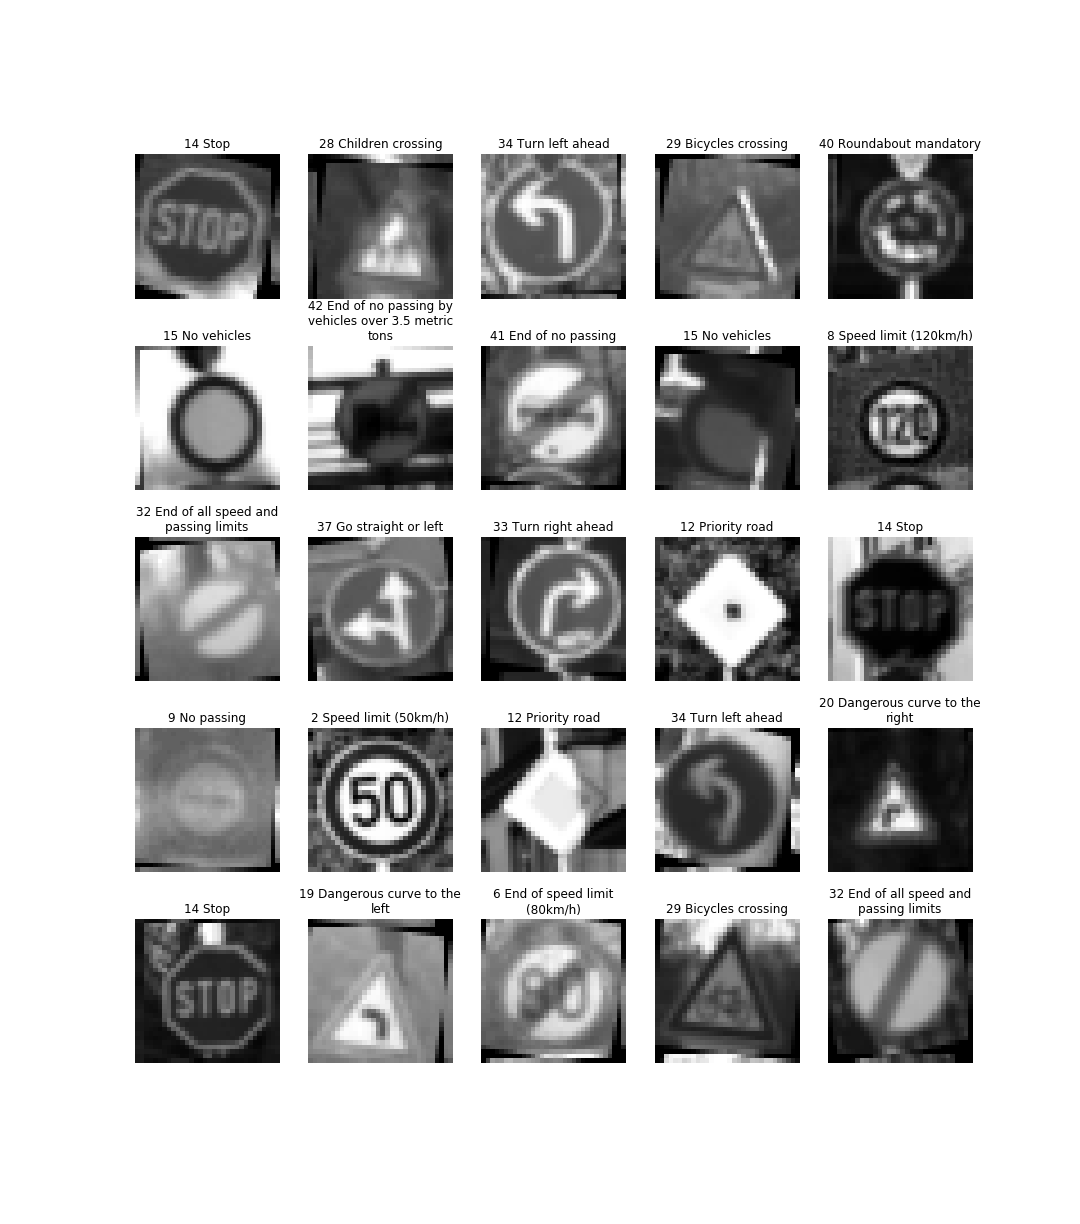 14 Stop
28 Children crossing
34 Turn left ahead
29 Bicycles crossing
40 Roundabout mandatory
STOP
15 No vehicles
42 End of no passing by
vehicles over 3.5 metric
tons
41 End of no passing
15 No vehicles
8 Speed limit (120km/h)
120
32 End of all speed and
passing limits
37 Go straight or left
33 Turn right ahead
12 Priority road
14 Stop
STOP
9 No passing
2 Speed limit (50km/h)
12 Priority road
34 Turn left ahead
20 Dangerous curve to the
right
50
14 Stop
19 Dangerous curve to the
left
6 End of speed limit
(80km/h)
29 Bicycles crossing
32 End of all speed and
passing limits
STOP
80